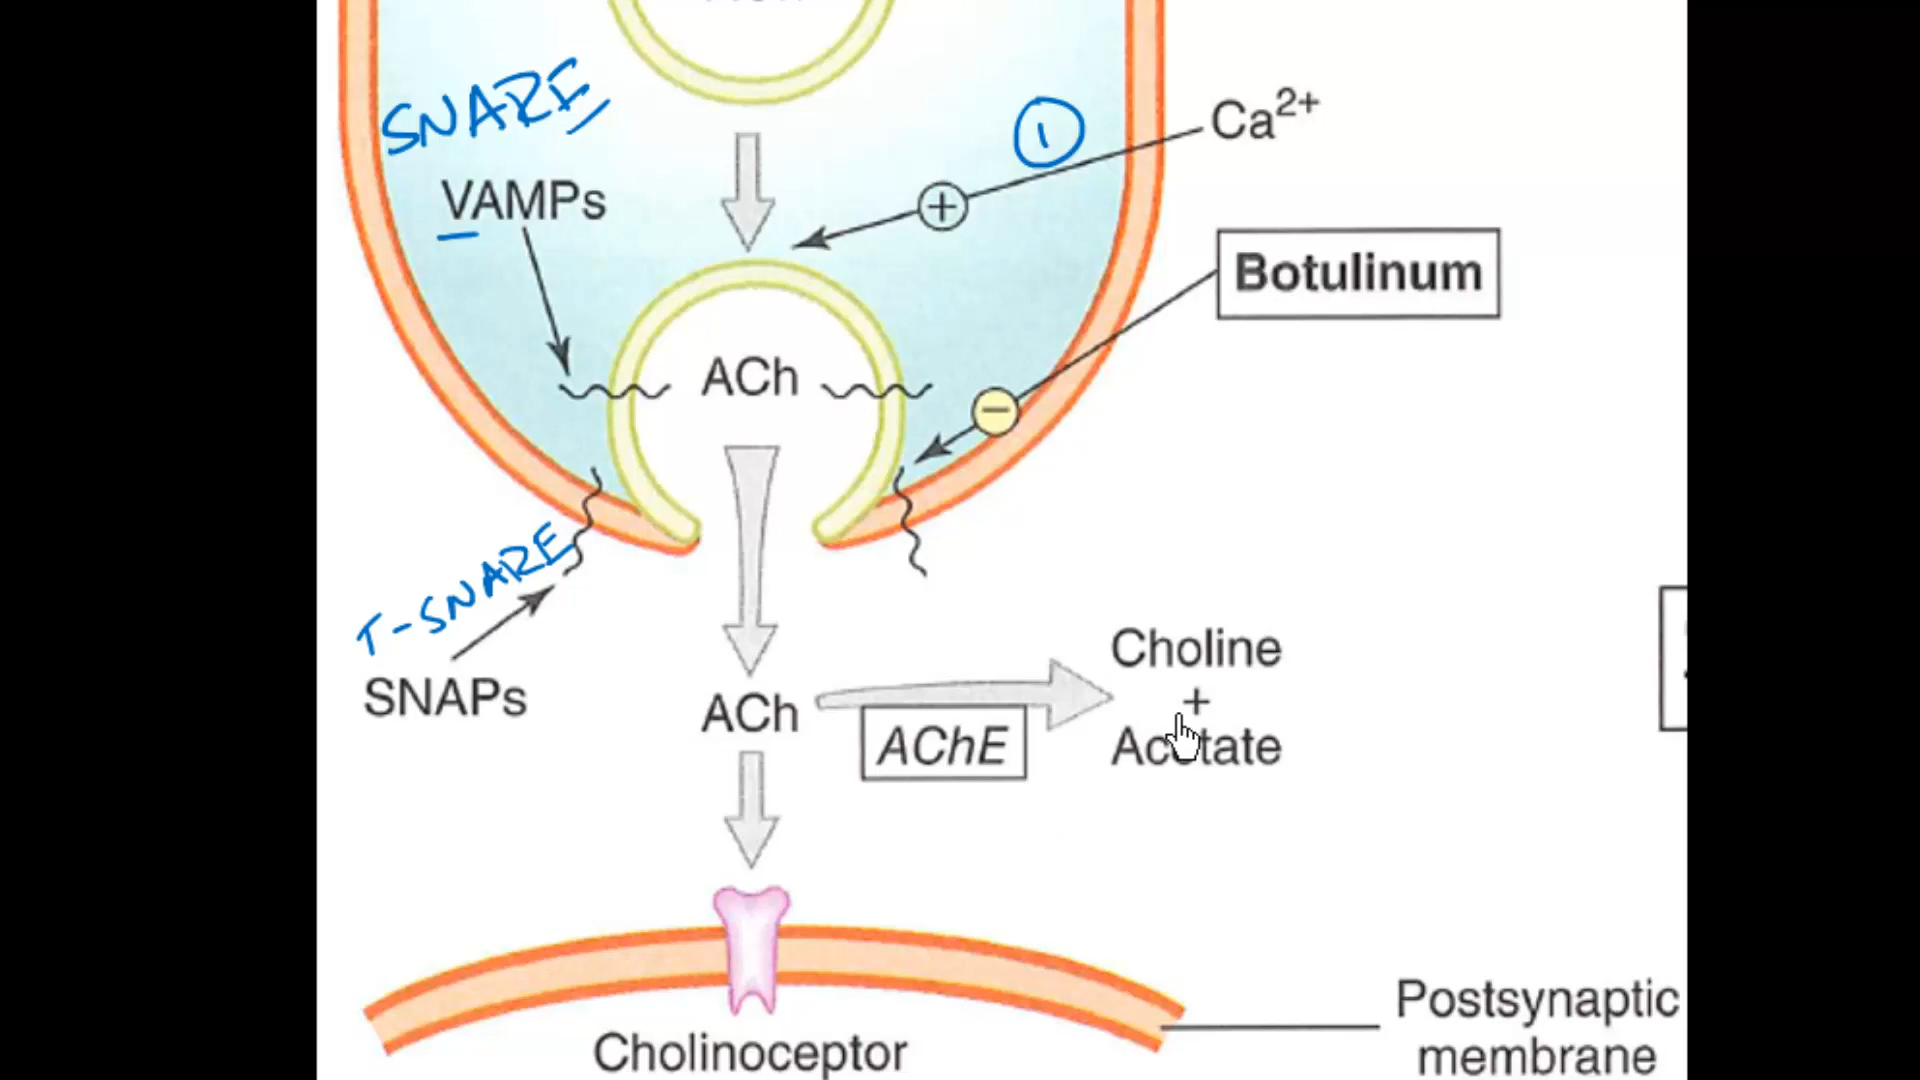 SNARE
1
Ca2+
VAMPs
+
Botulinum
ACh
−
T-SNARE
SNAPs
ACh
AChE
Choline
+
Acetate
Cholinoceptor
Postsynaptic
membrane